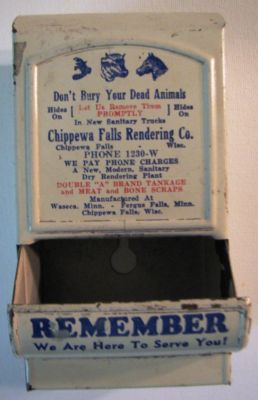 Don't Bury Your Dead Animals
Hides On [ Let Us Remove Them PROMPTLY ] Hides On
In New Sanitary Trucks
Chippewa Falls Rendering Co.
Chippewa Falls - Wisc.
PHONE 1230-W
WE PAY PHONE CHARGES
A New, Modern, Sanitary
Dry Rendering Plant
DOUBLE "A" BRAND TANKAGE
and MEAT and BONE SCRAPS
Manufactured At
Waseca, Minn. - Fergus Falls, Minn.
Chippewa Falls, Wisc.
REMEMBER
We Are Here To Serve You!